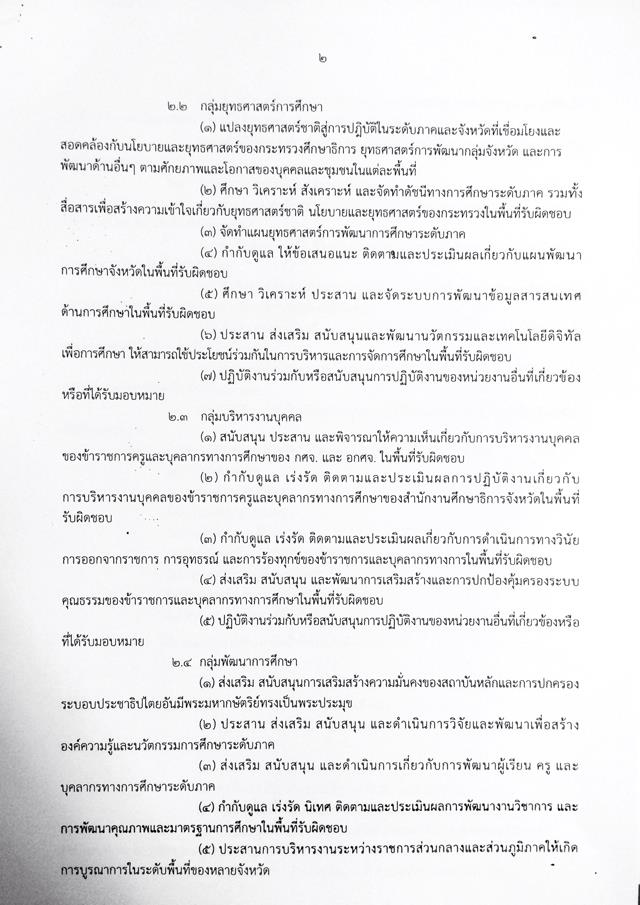 ๒
๒.๒ กลุ่มยุทธศาสตร์การศึกษา
(๑) แปลงยุทธศาสตร์ชาติสู่การปฎิบัติในระดับภาคและจังหวัดที่เชื่อมโยงและ
สอดคล้องกับนโยบายและยุทธศาสตร์ของกระทรวงศึกษาธิการ ยุทธศาสตร์การพัฒนากลุ่มจังหวัด และการ
พัฒนาด้านอื่นๆ ตามศักยภาพและโอกาสของบุคคลและชุมชนในแต่ละพื้นที่
(๒) ศึกษา วิเคราะห์ สังเคราะห์ และจัดทำดัชนีทางการศึกษาระดับภาค รวมทั้ง
สื่อสารเพื่อสร้างความเข้าใจเกี่ยวกับยุทธศาสตร์ชาติ นโยบายและยุทธศาสตร์ของกระทรวงในพื้นที่รับผิดชอบ
(๓) จัดทำแผนยุทธศาสตร์การพัฒนาการศึกษาระดับภาค
(๔) กำกับดูแล ให้ข้อเสนอแนะ ติดตามและประเมินผลเกี่ยวกับแผนพัฒนา
การศึกษาจังหวัดในพื้นที่รับผิดชอบ
(๕) ศึกษา วิเคราะห์ ประสาน และจัดระบบการพัฒนาข้อมูลสารสนเทศ
ด้านการศึกษาในพื้นที่รับผิดชอบ
(๖) ประสาน ส่งเสริม สนับสนุนและพัฒนานวัตกรรมและเทคโนโลยีดิจิทัล
เพื่อการศึกษา ให้สามารถใช้ประโยชน์ร่วมกันในการบริหารและการจัดการศึกษาในพื้นที่รับผิดชอบ
(๗) ปฏิบัติงานร่วมกับหรือสนับสนุนการปฏิบัติงานของหน่วยงานอื่นที่เกี่ยวข้อง
หรือที่ได้รับมอบหมาย
๒.๓ กลุ่มบริหารงานบุคคล
(๑) สนับสนุน ประสาน และพิจารณาให้ความเห็นเกี่ยวกับการบริหารงานบุคคล
ของข้าราชการครูและบุคลากรทางการศึกษาของ กศจ. และ อกศจ. ในพื้นที่รับผิดชอบ
(๒) กำกับดูแล เร่งรัด ติดตามและประเมินผลการปฏิบัติงานเกี่ยวกับ
การบริหารงานบุคคลของข้าราชการครูและบุคลากรทางการศึกษาของสำนักงานศึกษาธิการจังหวัดในพื้นที่
รับผิดชอบ
(๓) กำกับดูแล เร่งรัด ติดตามและประเมินผลเกี่ยวกับการดำเนินการทางวินัย
การออกจากราชการ การอุทธรณ์ และการร้องทุกข์ของข้าราชการและบุคลากรทางการในพื้นที่รับผิดชอบ
(๔) ส่งเสริม สนับสนุน และพัฒนาการเสริมสร้างและการปกป้องคุ้มครองระบบ
คุณธรรมของข้าราชการและบุคลากรทางการศึกษาในพื้นที่รับผิดชอบ
(๕) ปฏิบัติงานร่วมกับหรือสนับสนุนการปฏิบัติงานของหน่วยงานอื่นที่เกี่ยวข้องหรือ
ที่ได้รับมอบหมาย
๒.๔ กลุ่มพัฒนาการศึกษา
(๑) ส่งเสริม สนับสนุนการเสริมสร้างความมั่นคงของสถาบันหลักและการปกครอง
ระบอบประชาธิปไตยอันมีพระมหากษัตริย์ทรงเป็นพระประมุข
(๒) ประสาน ส่งเสริม สนับสนุน และดำเนินการวิจัยและพัฒนาเพื่อสร้าง
องค์ความรู้และนวัตกรรมการศึกษาระดับภาค
(๓) ส่งเสริม สนับสนุน และดำเนินการเกี่ยวกับการพัฒนาผู้เรียน ครู และ
บุคลากรทางการศึกษาระดับภาค
(๔) กำกับดูแล เร่งรัด นิเทศ ติดตามและประเมินผลการพัฒนางานวิชาการ และ
การพัฒนาคุณภาพและมาตรฐานการศึกษาในพื้นที่รับผิดชอบ
(๕) ประสานการบริหารงานระหว่างราชการส่วนกลางและส่วนภูมิภาคให้เกิด
การบูรณาการในระดับพื้นที่ของหลายจังหวัด